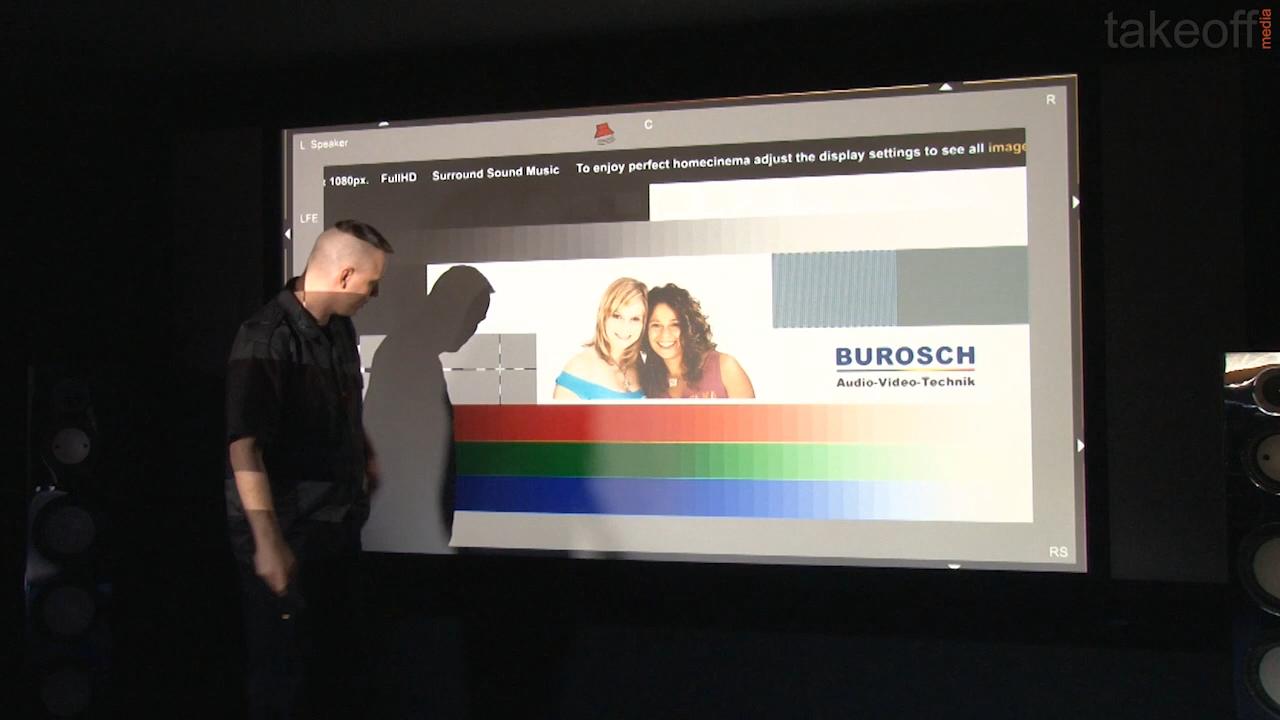 takeoff media
R
C
L Speaker
1080px. FullHD Surround Sound Music To enjoy perfect homecinema adjust the display settings to see all image
LFE
BUROSCH
Audio-Video-Technik
RS